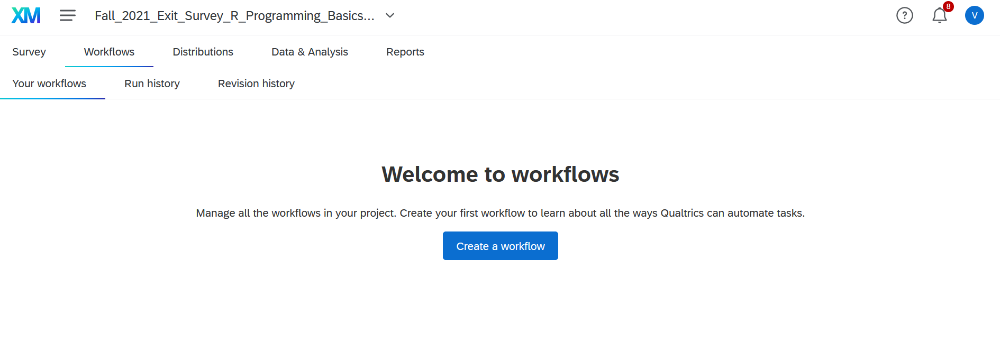 XM
Fall_2021_Exit_Survey_R_Programming_Basics...
8
V
Survey
Workflows
Distributions
Data & Analysis
Reports
Your workflows
Run history
Revision history
Welcome to workflows
Manage all the workflows in your project. Create your first workflow to learn about all the ways Qualtrics can automate tasks.
Create a workflow